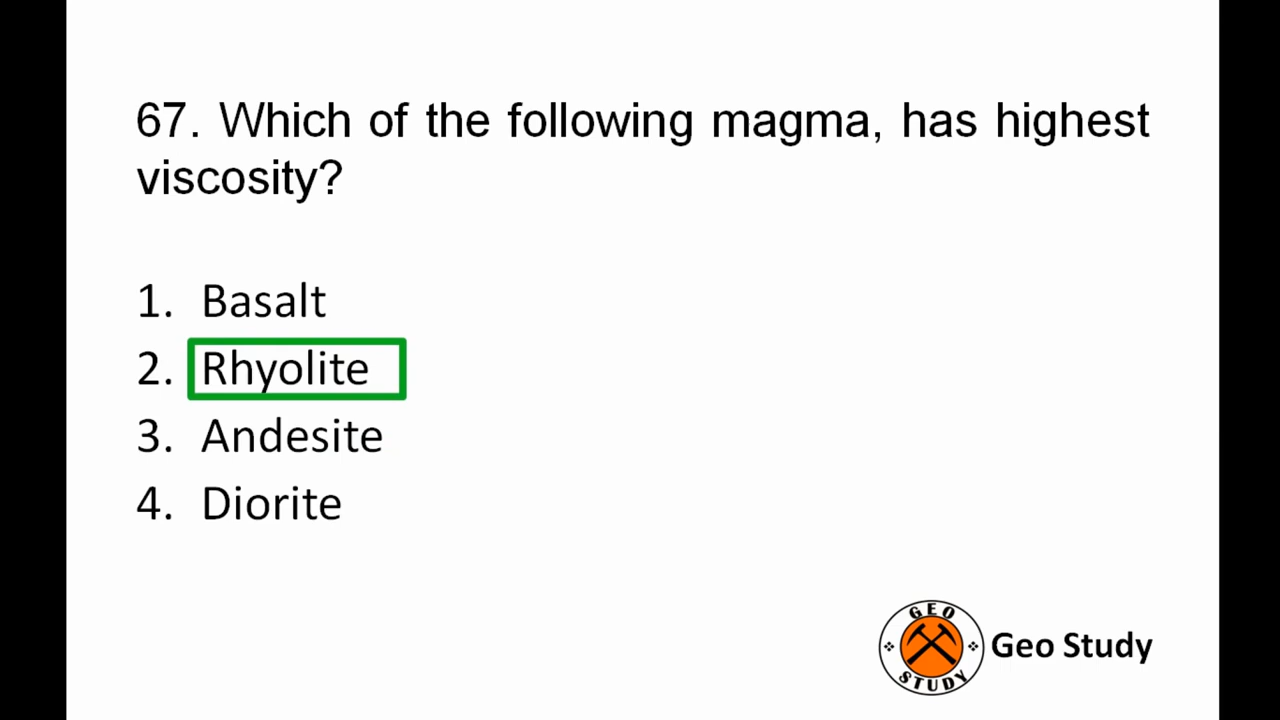 67. Which of the following magma, has highest
viscosity?
1. Basalt
2. Rhyolite
3. Andesite
4. Diorite
GEO
STUDY
Geo Study